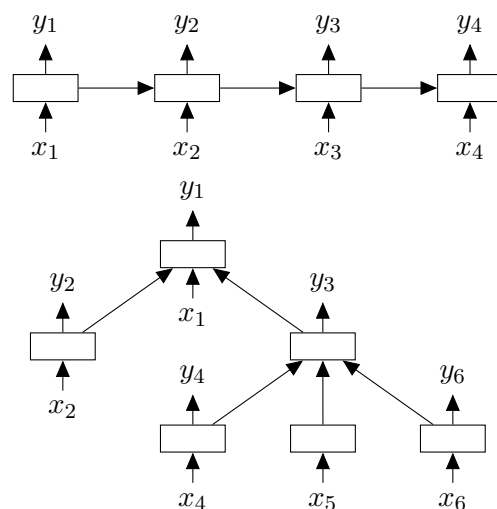 y₁ y₂ y₃ y₄
x₁ x₂ x₃ x₄
y₁
y₂ y₃
x₁
x₂ y₄ y₆
x₄ x₅ x₆